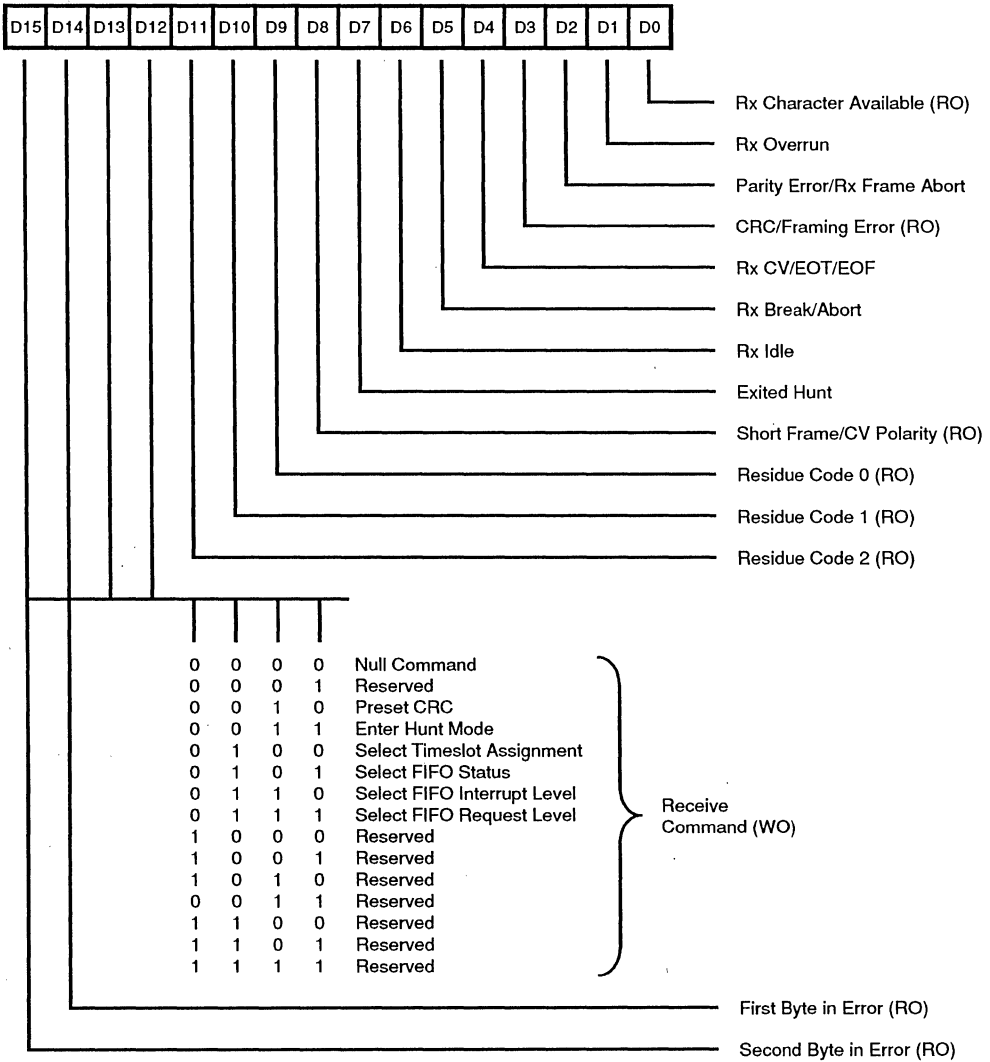 D15 D14 D13 D12 D11 D10 D9 D8 D7 D6 D5 D4 D3 D2 D1 D0
Rx Character Available (RO)
Rx Overrun
Parity Error/Rx Frame Abort
CRC/Framing Error (RO)
Rx CV/EOT/EOF
Rx Break/Abort
Rx Idle
Exited Hunt
Short Frame/CV Polarity (RO)
Residue Code 0 (RO)
Residue Code 1 (RO)
Residue Code 2 (RO)
0 0 0 0 Null Command
0 0 0 1 Reserved
0 0 1 0 Preset CRC
0 0 1 1 Enter Hunt Mode
0 1 0 0 Select Timeslot Assignment
0 1 0 1 Select FIFO Status
0 1 1 0 Select FIFO Interrupt Level
0 1 1 1 Select FIFO Request Level
1 0 0 0 Reserved
1 0 0 1 Reserved
1 0 1 0 Reserved
0 0 1 1 Reserved
1 1 0 0 Reserved
1 1 0 1 Reserved
1 1 1 1 Reserved
Receive
Command (WO)
First Byte in Error (RO)
Second Byte in Error (RO)